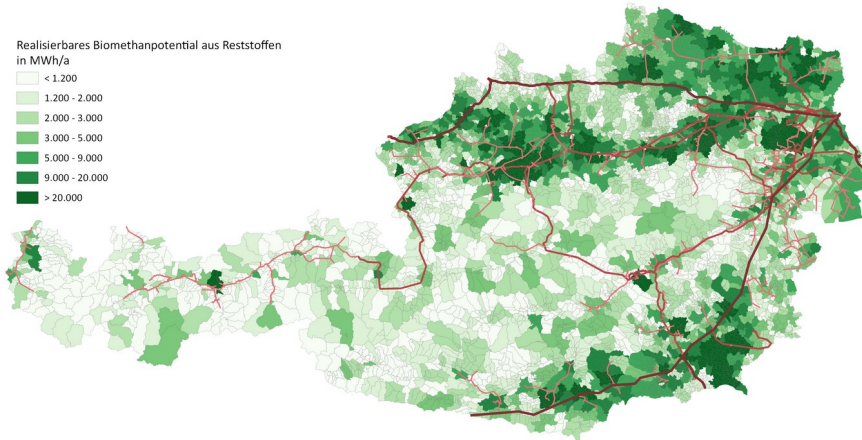 Realisierbares Biomethanpotential aus Reststoffen
in MWh/a
< 1.200
1.200 - 2.000
2.000 - 3.000
3.000 - 5.000
5.000 - 9.000
9.000 - 20.000
> 20.000